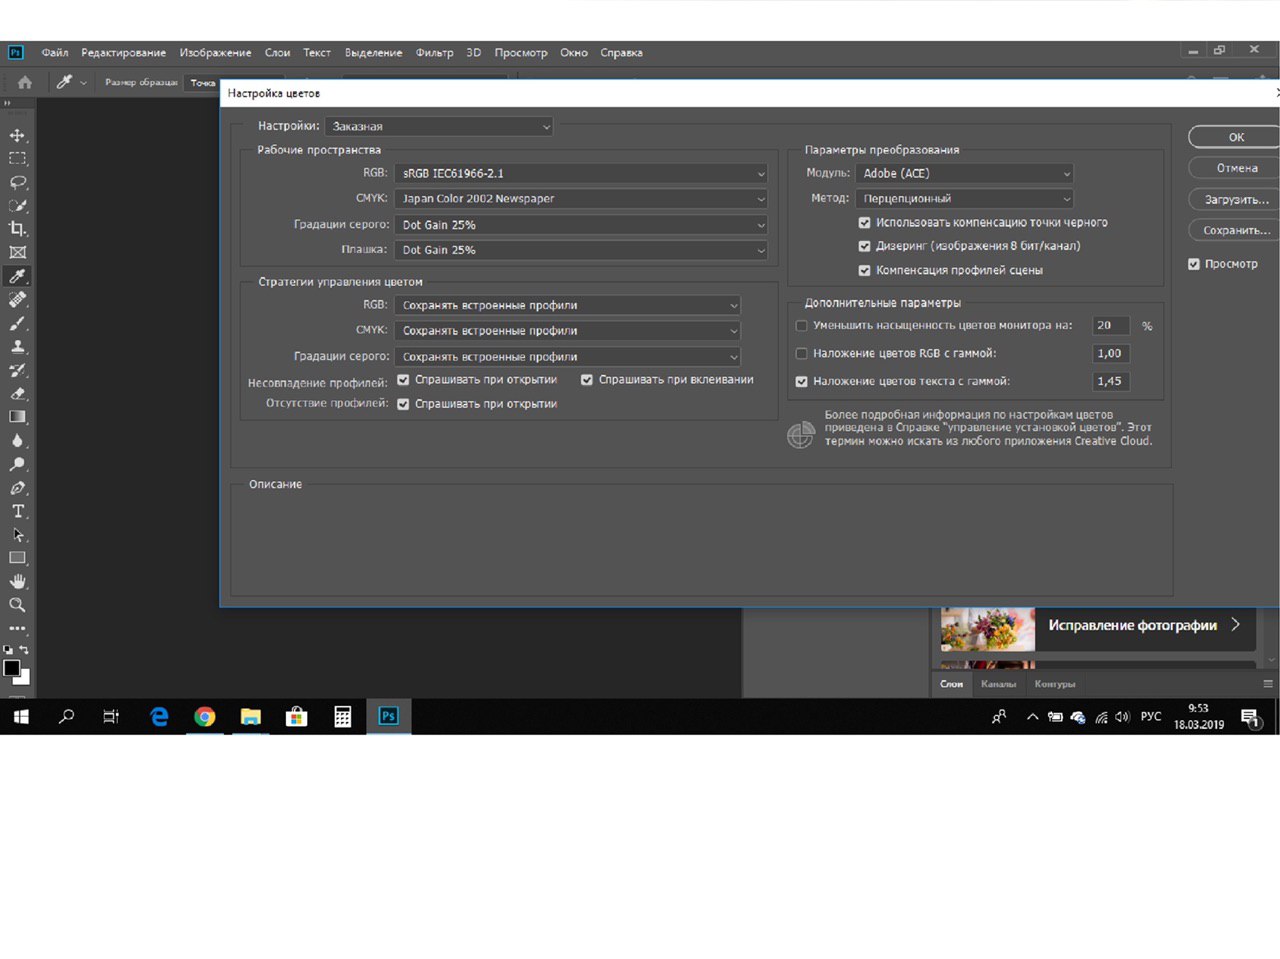 Ps Файл Редактирование Изображение Слои Текст Выделение Фильтр 3D Просмотр Окно Справка
Размер образца: Точка
Настройка цветов
Настройки: Заказная
Рабочие пространства
RGB: sRGB IEC61966-2.1
CMYK: Japan Color 2002 Newspaper
Градации серого: Dot Gain 25%
Плашка: Dot Gain 25%
Стратегии управления цветом
RGB: Сохранять встроенные профили
CMYK: Сохранять встроенные профили
Градации серого: Сохранять встроенные профили
Несовпадение профилей: Спрашивать при открытии Спрашивать при вклеивании
Отсутствие профилей: Спрашивать при открытии
Параметры преобразования
Модуль: Adobe (ACE)
Метод: Перцепционный
Использовать компенсацию точки черного
Дизеринг (изображения 8 бит/канал)
Компенсация профилей сцены
Дополнительные параметры
Уменьшить насыщенность цветов монитора на: 20 %
Наложение цветов RGB с гаммой: 1,00
Наложение цветов текста с гаммой: 1,45
Более подробная информация по настройкам цветов
приведена в Справке "управление установкой цветов". Этот
термин можно искать из любого приложения Creative Cloud.
OK
Отмена
Загрузить...
Сохранить...
Просмотр
Описание
Исправление фотографии
Слои Каналы Контуры
Ps
РУС
9:53
18.03.2019
1